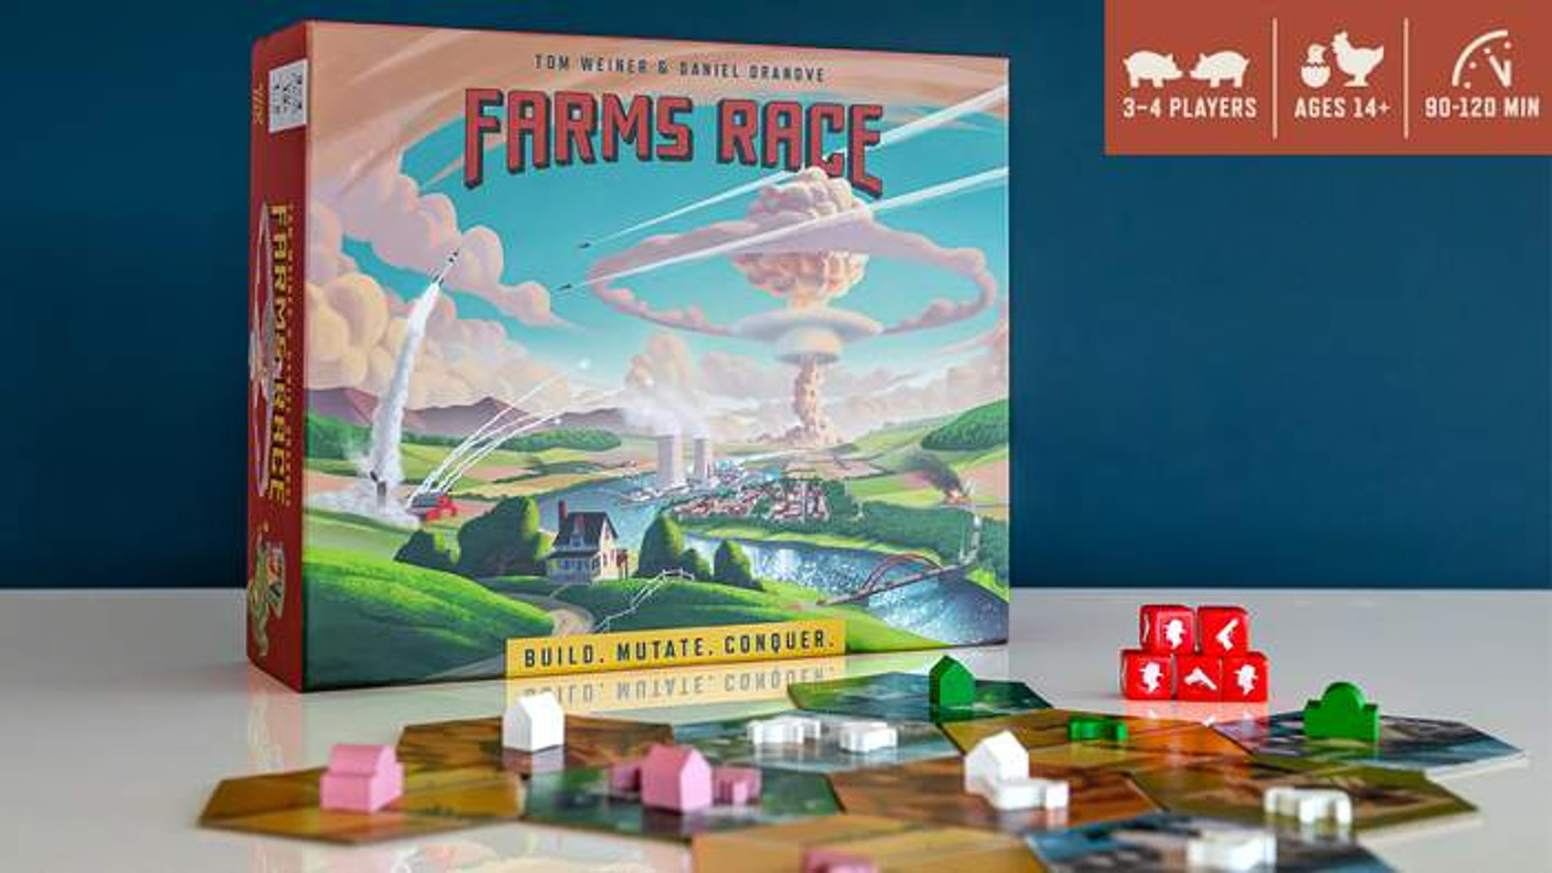 TOM WEINER & DANIEL DRANOVE
FARMS RACE
BUILD. MUTATE. CONQUER.
FARMS RACE
3-4 PLAYERS
AGES 14+
90-120 MIN